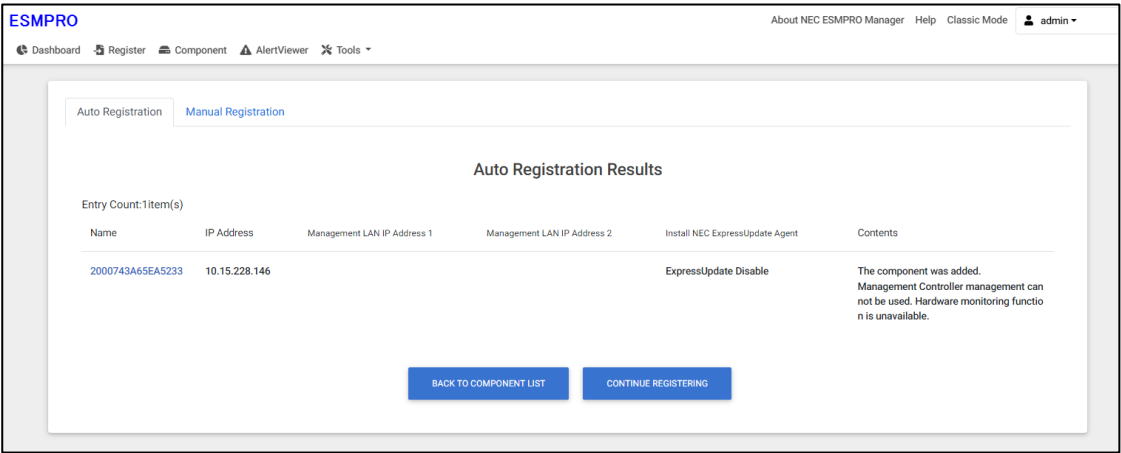 ESMPRO
About NEC ESMPRO Manager Help Classic Mode admin
Dashboard Register Component AlertViewer Tools
Auto Registration Manual Registration
Auto Registration Results
Entry Count:1item(s)
Name IP Address Management LAN IP Address 1 Management LAN IP Address 2 Install NEC ExpressUpdate Agent Contents
2000743A65EA5233 10.15.228.146 ExpressUpdate Disable The component was added.
Management Controller management can
not be used. Hardware monitoring functio
n is unavailable.
BACK TO COMPONENT LIST CONTINUE REGISTERING